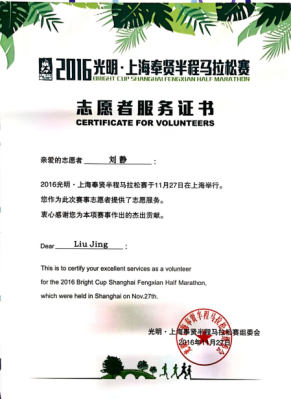 2016光明·上海奉贤半程马拉松赛
BRIGHT CUP SHANGHAI FENGXIAN HALF MARATHON
志愿者服务证书
CERTIFICATE FOR VOLUNTEERS
亲爱的志愿者 刘静 :
2016光明·上海奉贤半程马拉松赛于11月27日在上海举行。
您作为此次赛事志愿者提供了志愿服务。
衷心感谢您为本项赛事作出的杰出贡献。
Dear Liu Jing :
This is to certify your excellent services as a volunteer
for the 2016 Bright Cup Shanghai Fengxian Half Marathon,
which were held in Shanghai on Nov.27th.
光明·上海奉贤半程马拉松赛组委会
2016年11月27日